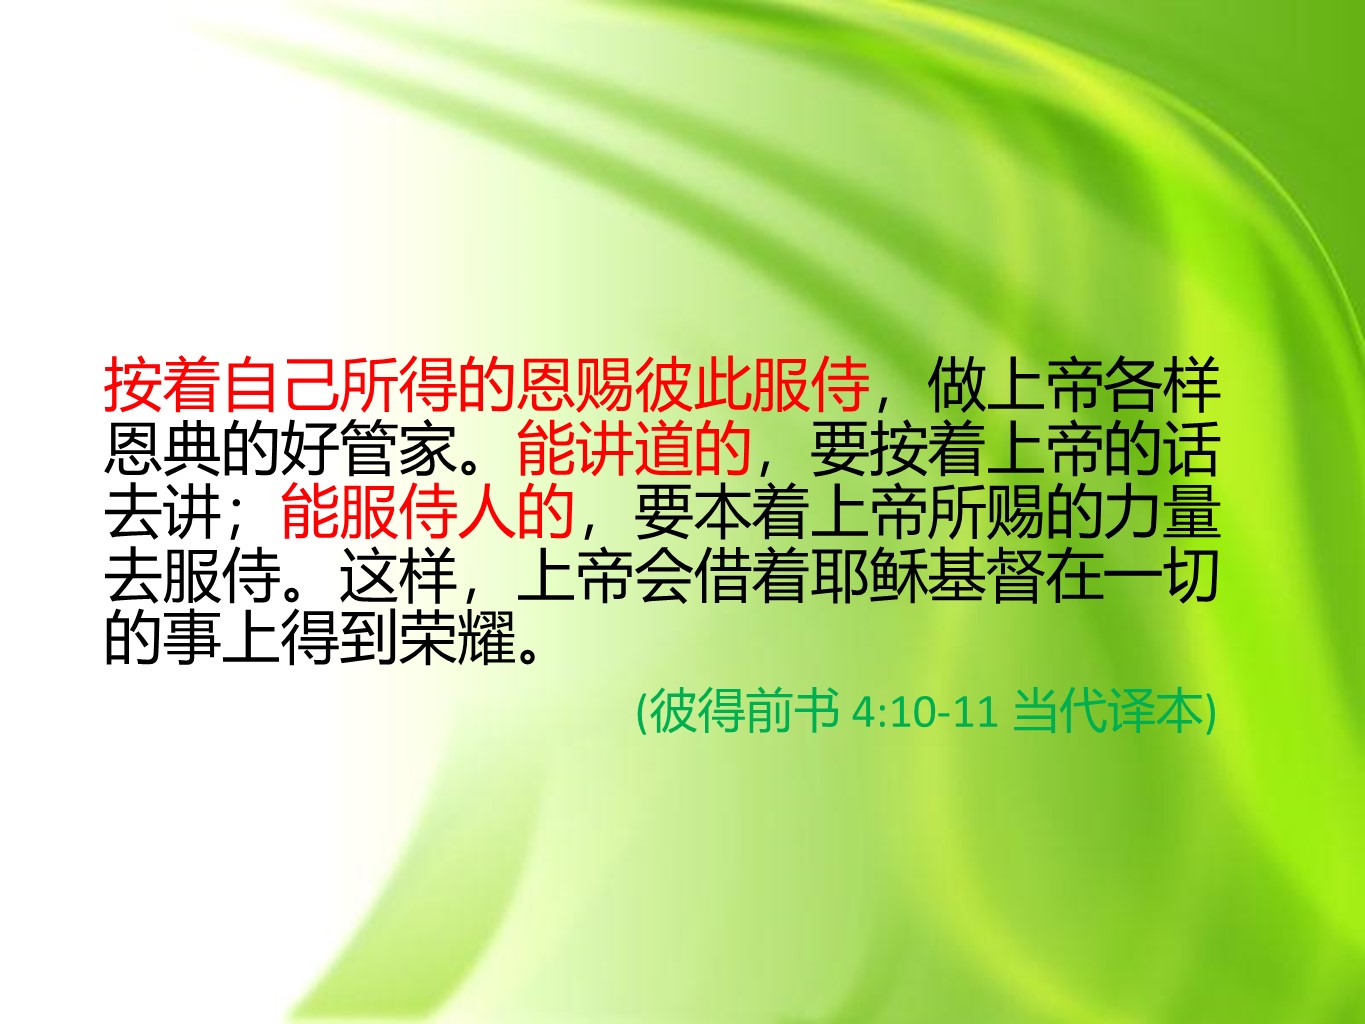 按着自己所得的恩赐彼此服侍，做上帝各样
恩典的好管家。能讲道的，要按着上帝的话
去讲；能服侍人的，要本着上帝所赐的力量
去服侍。这样，上帝会借着耶稣基督在一切
的事上得到荣耀。
(彼得前书 4:10-11 当代译本)